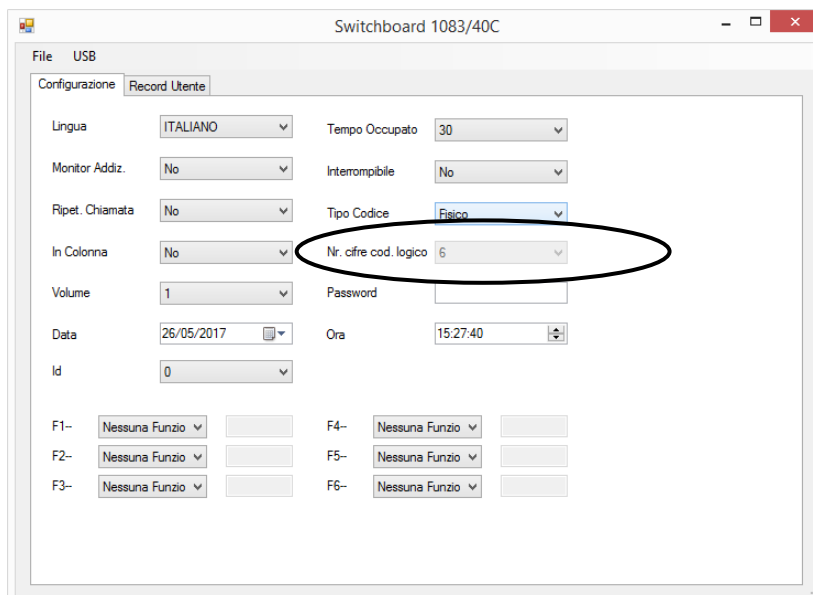 Switchboard 1083/40C
File USB
Configurazione Record Utente
Lingua ITALIANO Tempo Occupato 30
Monitor Addiz. No Interrompibile No
Ripet. Chiamata No Tipo Codice Fisico
In Colonna No Nr. cifre cod. logico 6
Volume 1 Password
Data 26/05/2017 Ora 15:27:40
Id 0
F1-- Nessuna Funzio F4-- Nessuna Funzio
F2-- Nessuna Funzio F5-- Nessuna Funzio
F3-- Nessuna Funzio F6-- Nessuna Funzio